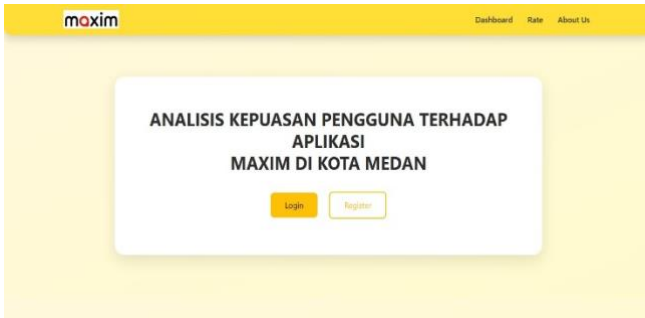 maxim
Dashboard Rate About Us
ANALISIS KEPUASAN PENGGUNA TERHADAP
APLIKASI
MAXIM DI KOTA MEDAN
Login Register